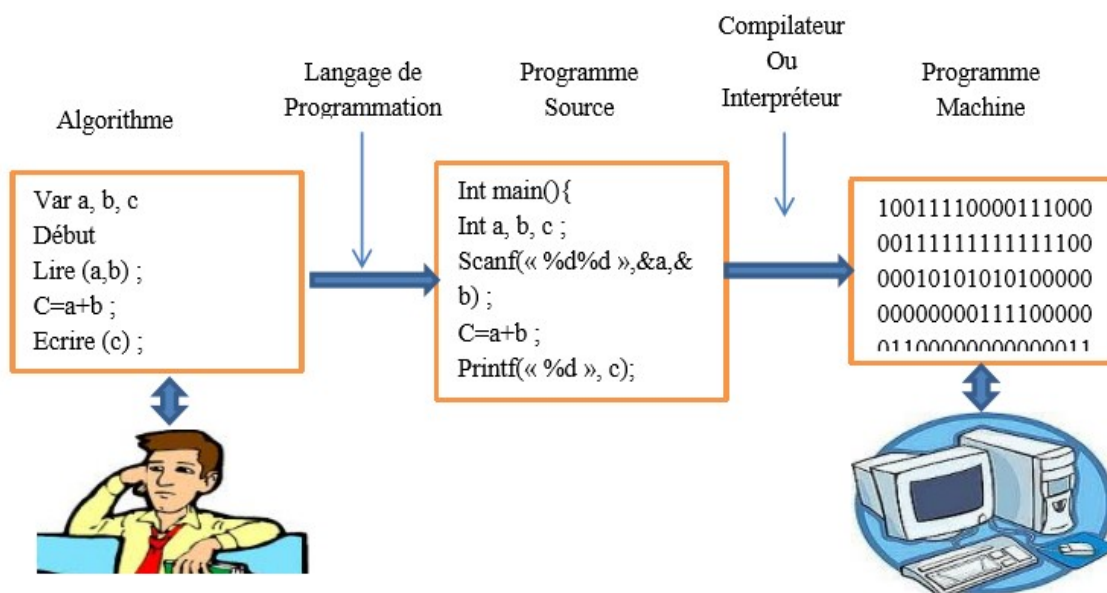 Algorithme
Langage de
Programmation
Programme
Source
Compilateur
Ou
Interpréteur
Programme
Machine
Var a, b, c
Début
Lire (a,b) ;
C=a+b ;
Ecrire (c) ;
Int main(){
Int a, b, c ;
Scanf(« %d%d »,&a,&
b) ;
C=a+b ;
Printf(« %d », c);
10011110000111000
00111111111111100
00010101010100000
00000000111100000
01100000000000011